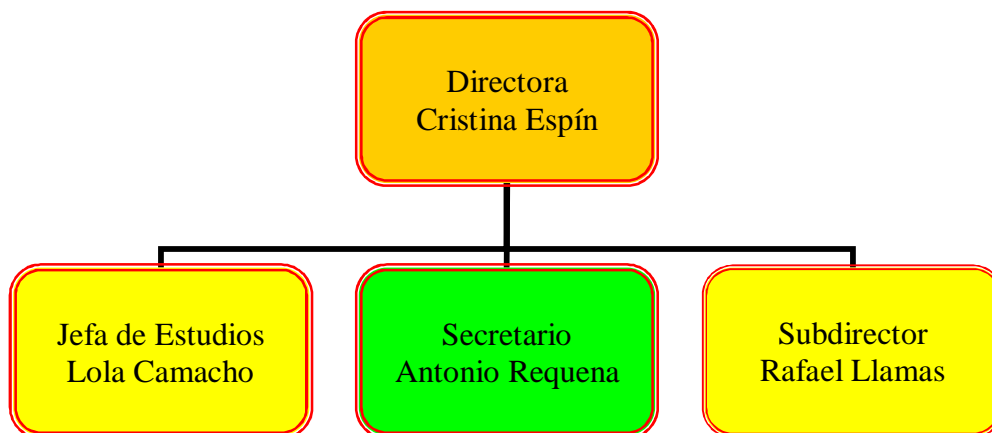 Directora
Cristina Espín
Jefa de Estudios
Lola Camacho
Secretario
Antonio Requena
Subdirector
Rafael Llamas